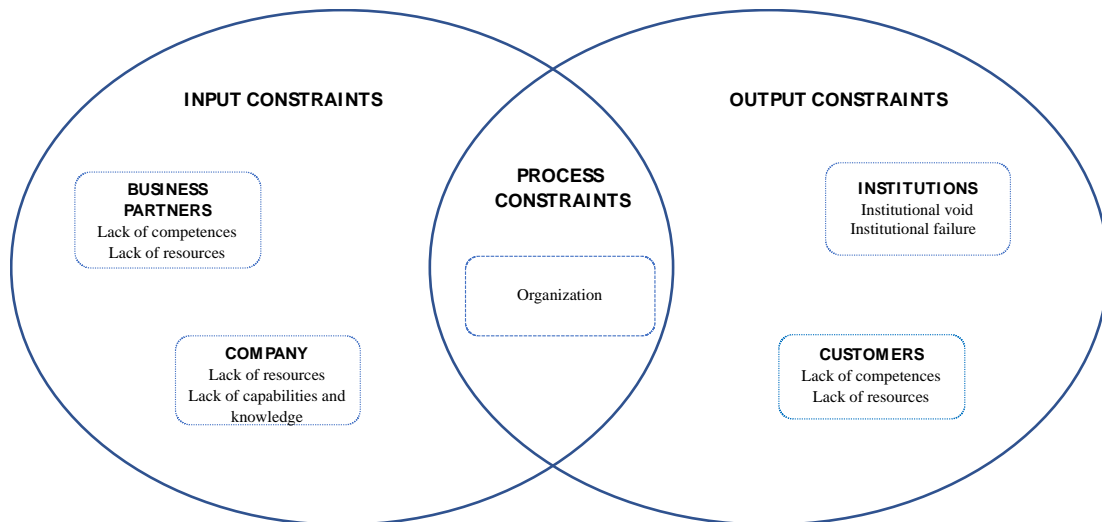 INPUT CONSTRAINTS
BUSINESS
PARTNERS
Lack of competences
Lack of resources
COMPANY
Lack of resources
Lack of capabilities and
knowledge
PROCESS
CONSTRAINTS
Organization
OUTPUT CONSTRAINTS
INSTITUTIONS
Institutional void
Institutional failure
CUSTOMERS
Lack of competences
Lack of resources